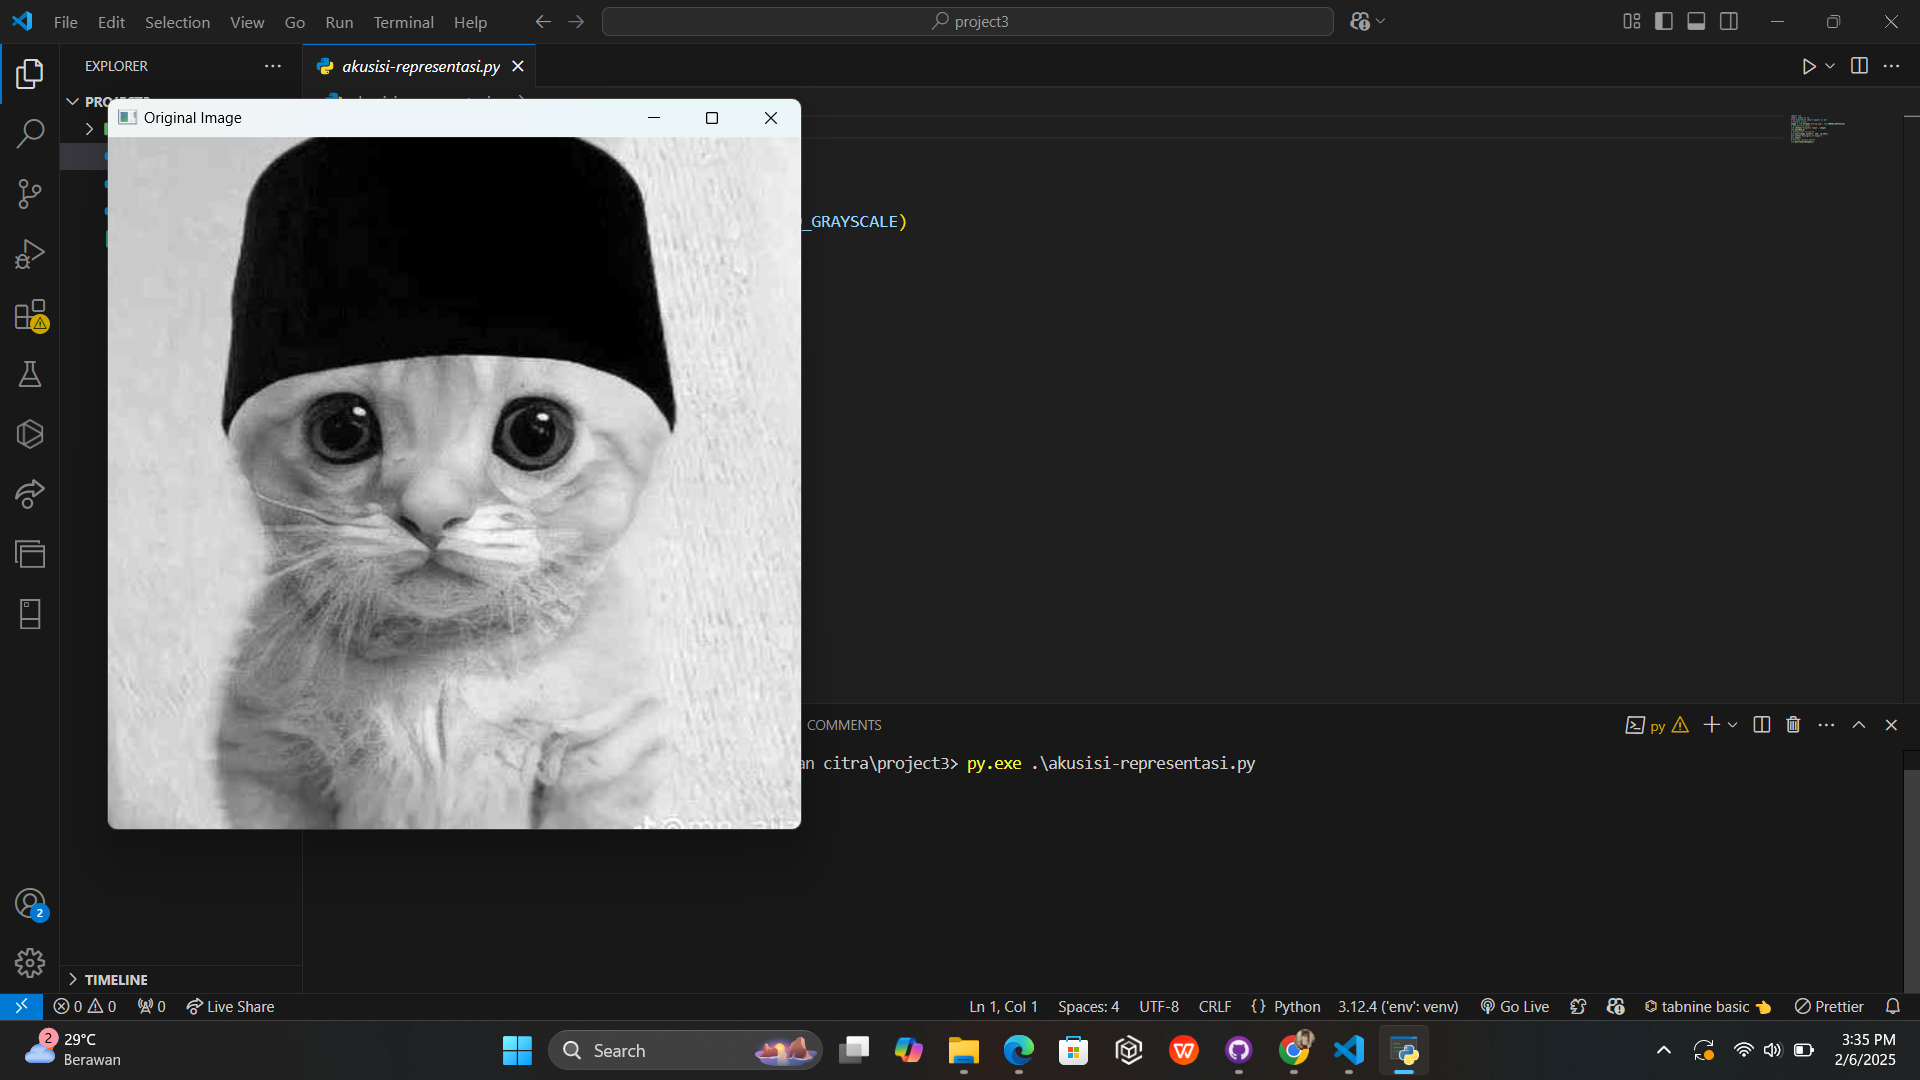 File Edit Selection View Go Run Terminal Help
project3
EXPLORER
akusisi-representasi.py
Original Image
_GRAYSCALE)
COMMENTS
py
an citra\project3> py.exe .\akusisi-representasi.py
TIMELINE
2
0 0 0 Live Share
Ln 1, Col 1 Spaces: 4 UTF-8 CRLF {} Python 3.12.4 ('env': venv) Go Live tabnine basic Prettier
2
29°C
Berawan
Search
3:35 PM
2/6/2025